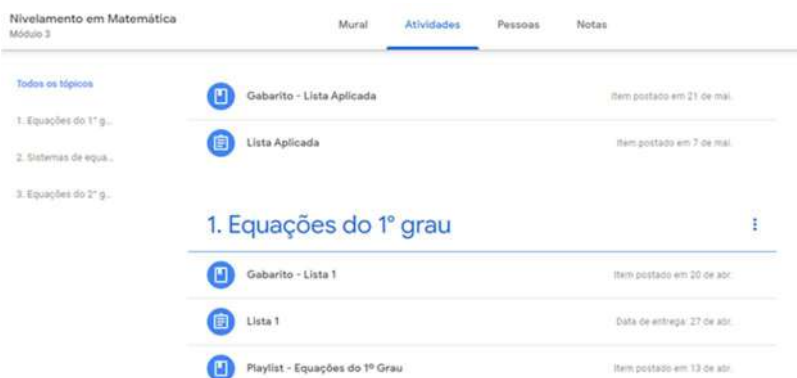 Nivelamento em Matemática
Módulo 3
Mural Atividades Pessoas Notas
Todos os tópicos
1. Equações do 1° g...
2. Sistemas de equa...
3. Equações do 2° g...
Gabarito - Lista Aplicada Item postado em 21 de mai.
Lista Aplicada Item postado em 7 de mai.
1. Equações do 1° grau
Gabarito - Lista 1 Item postado em 20 de abr.
Lista 1 Data de entrega: 27 de abr.
Playlist - Equações do 1º Grau Item postado em 13 de abr.